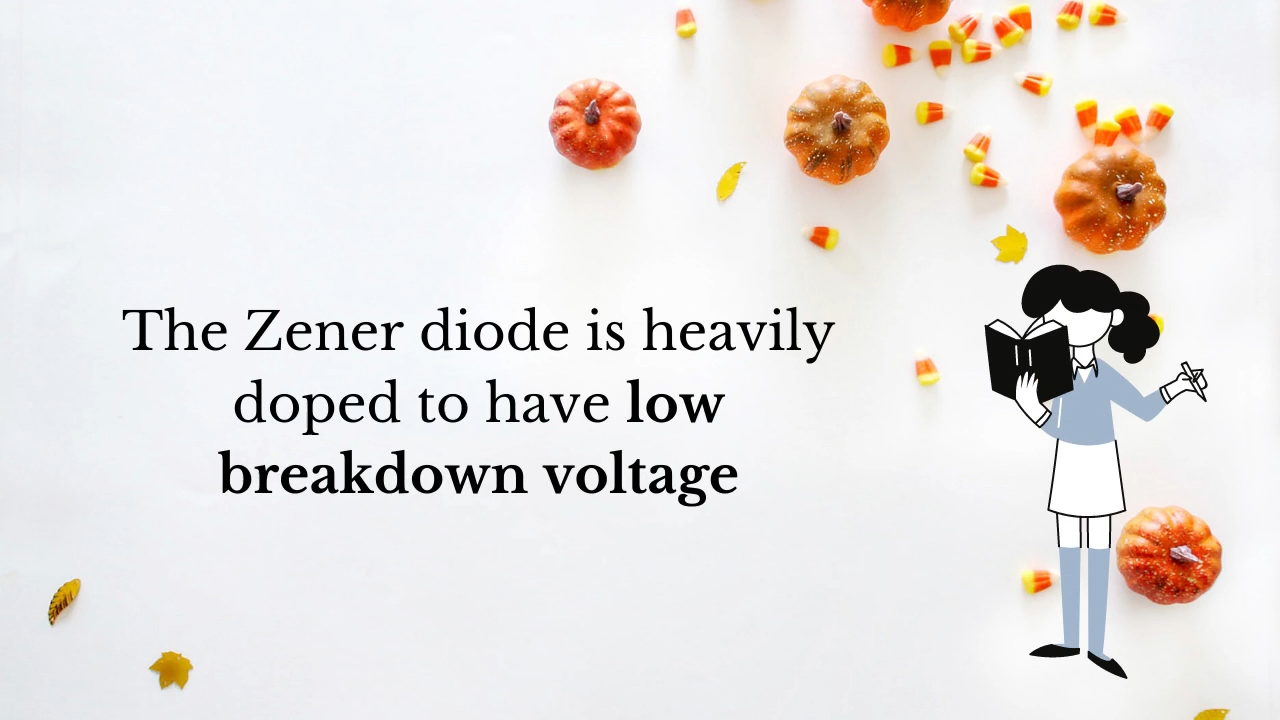 The Zener diode is heavily
doped to have low
breakdown voltage